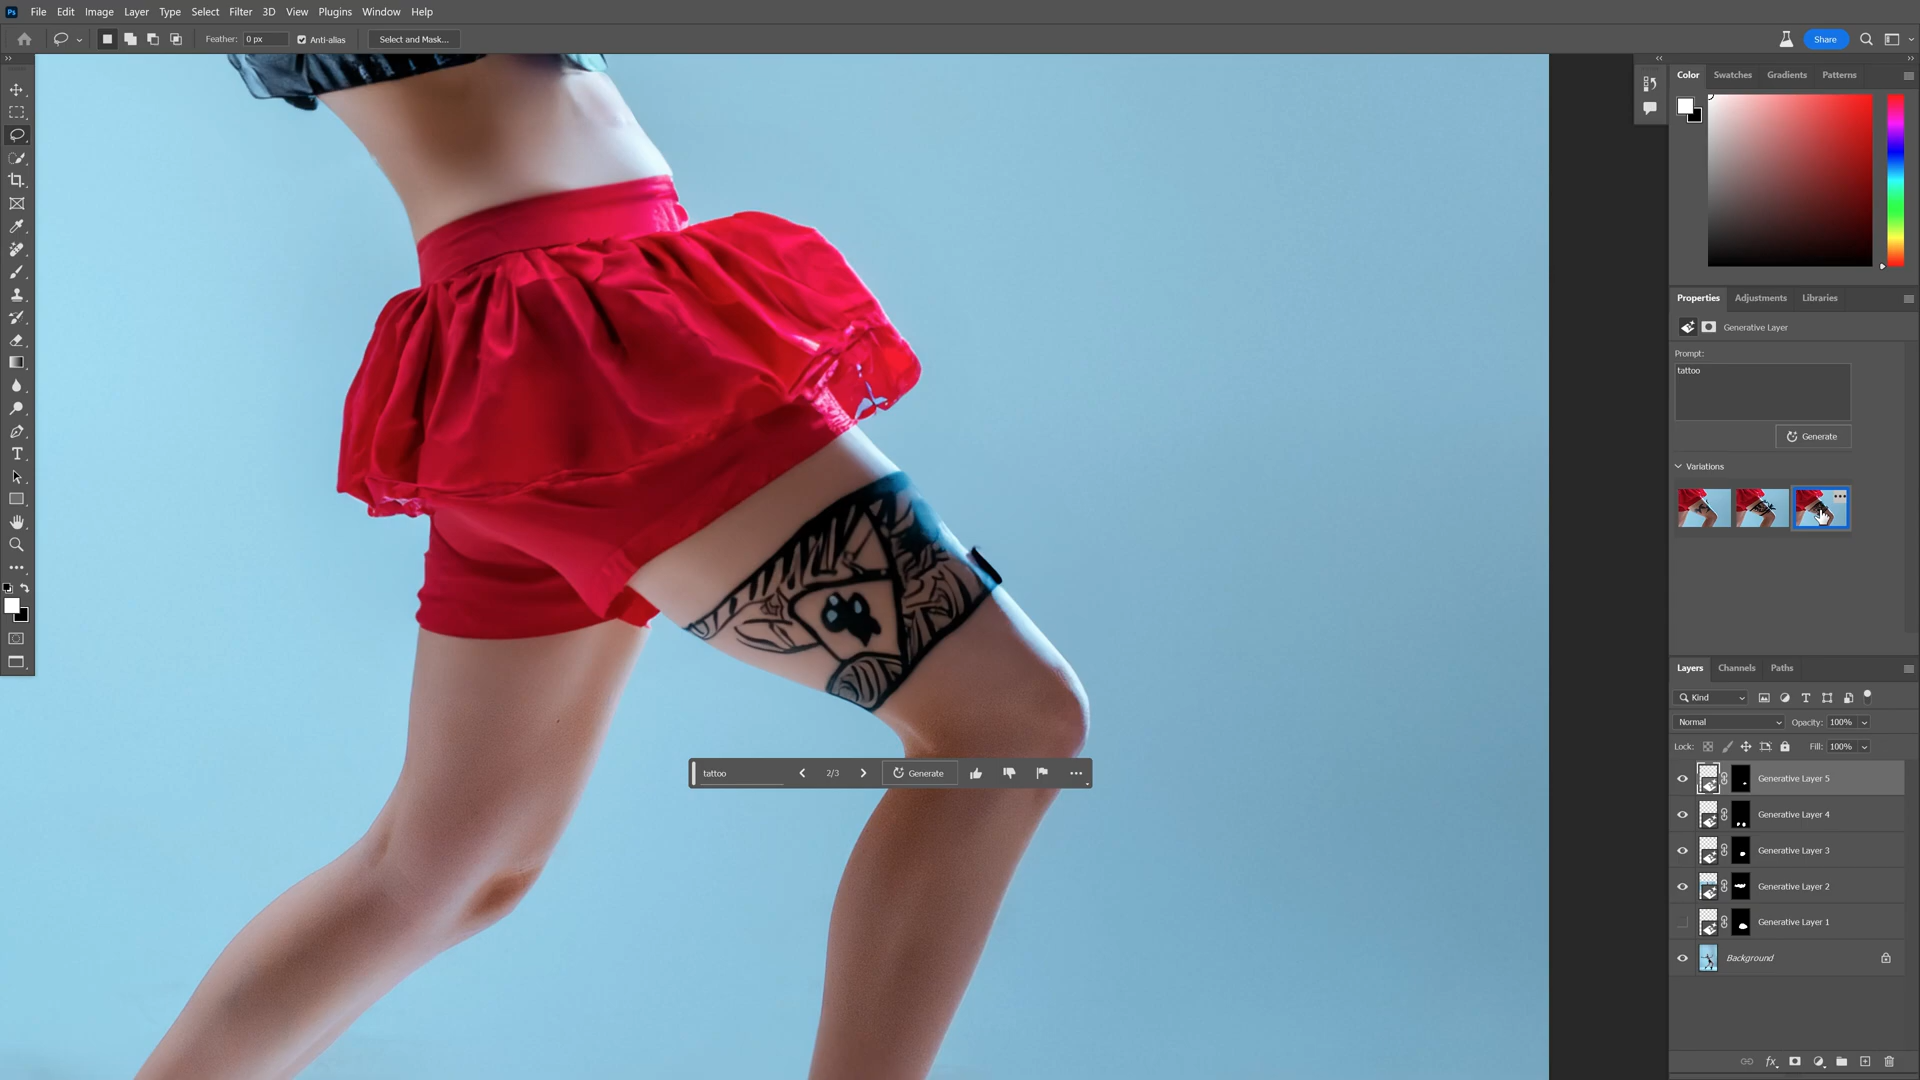 Ps File Edit Image Layer Type Select Filter 3D View Plugins Window Help
Feather: 0 px Anti-alias Select and Mask... Share
Color Swatches Gradients Patterns
Properties Adjustments Libraries
Generative Layer
Prompt:
tattoo
Generate
Variations
tattoo 2/3 Generate
Layers Channels Paths
Kind
Normal Opacity: 100%
Lock: Fill: 100%
Generative Layer 5
Generative Layer 4
Generative Layer 3
Generative Layer 2
Generative Layer 1
Background
fx